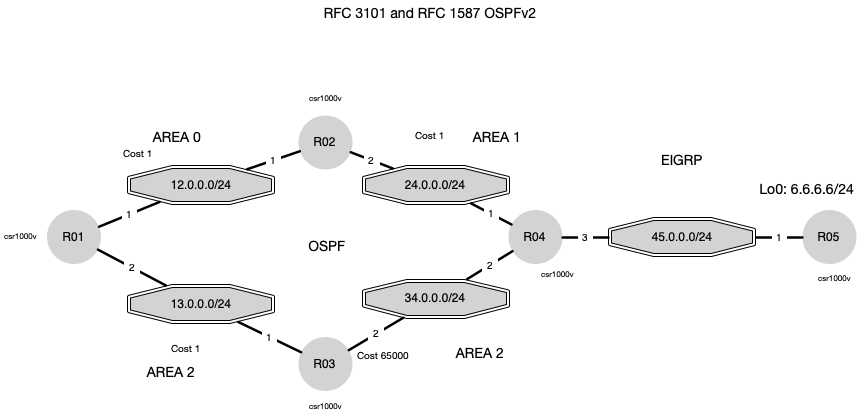 RFC 3101 and RFC 1587 OSPFv2
csr1000v
AREA 0
Cost 1
AREA 1
Cost 1
R02
1
2
EIGRP
12.0.0.0/24
24.0.0.0/24
Lo0: 6.6.6.6/24
1
1
csr1000v
R01
OSPF
R04
3
45.0.0.0/24
1
R05
2
2
csr1000v
csr1000v
13.0.0.0/24
34.0.0.0/24
1
2
Cost 1
Cost 65000
AREA 2
R03
AREA 2
csr1000v